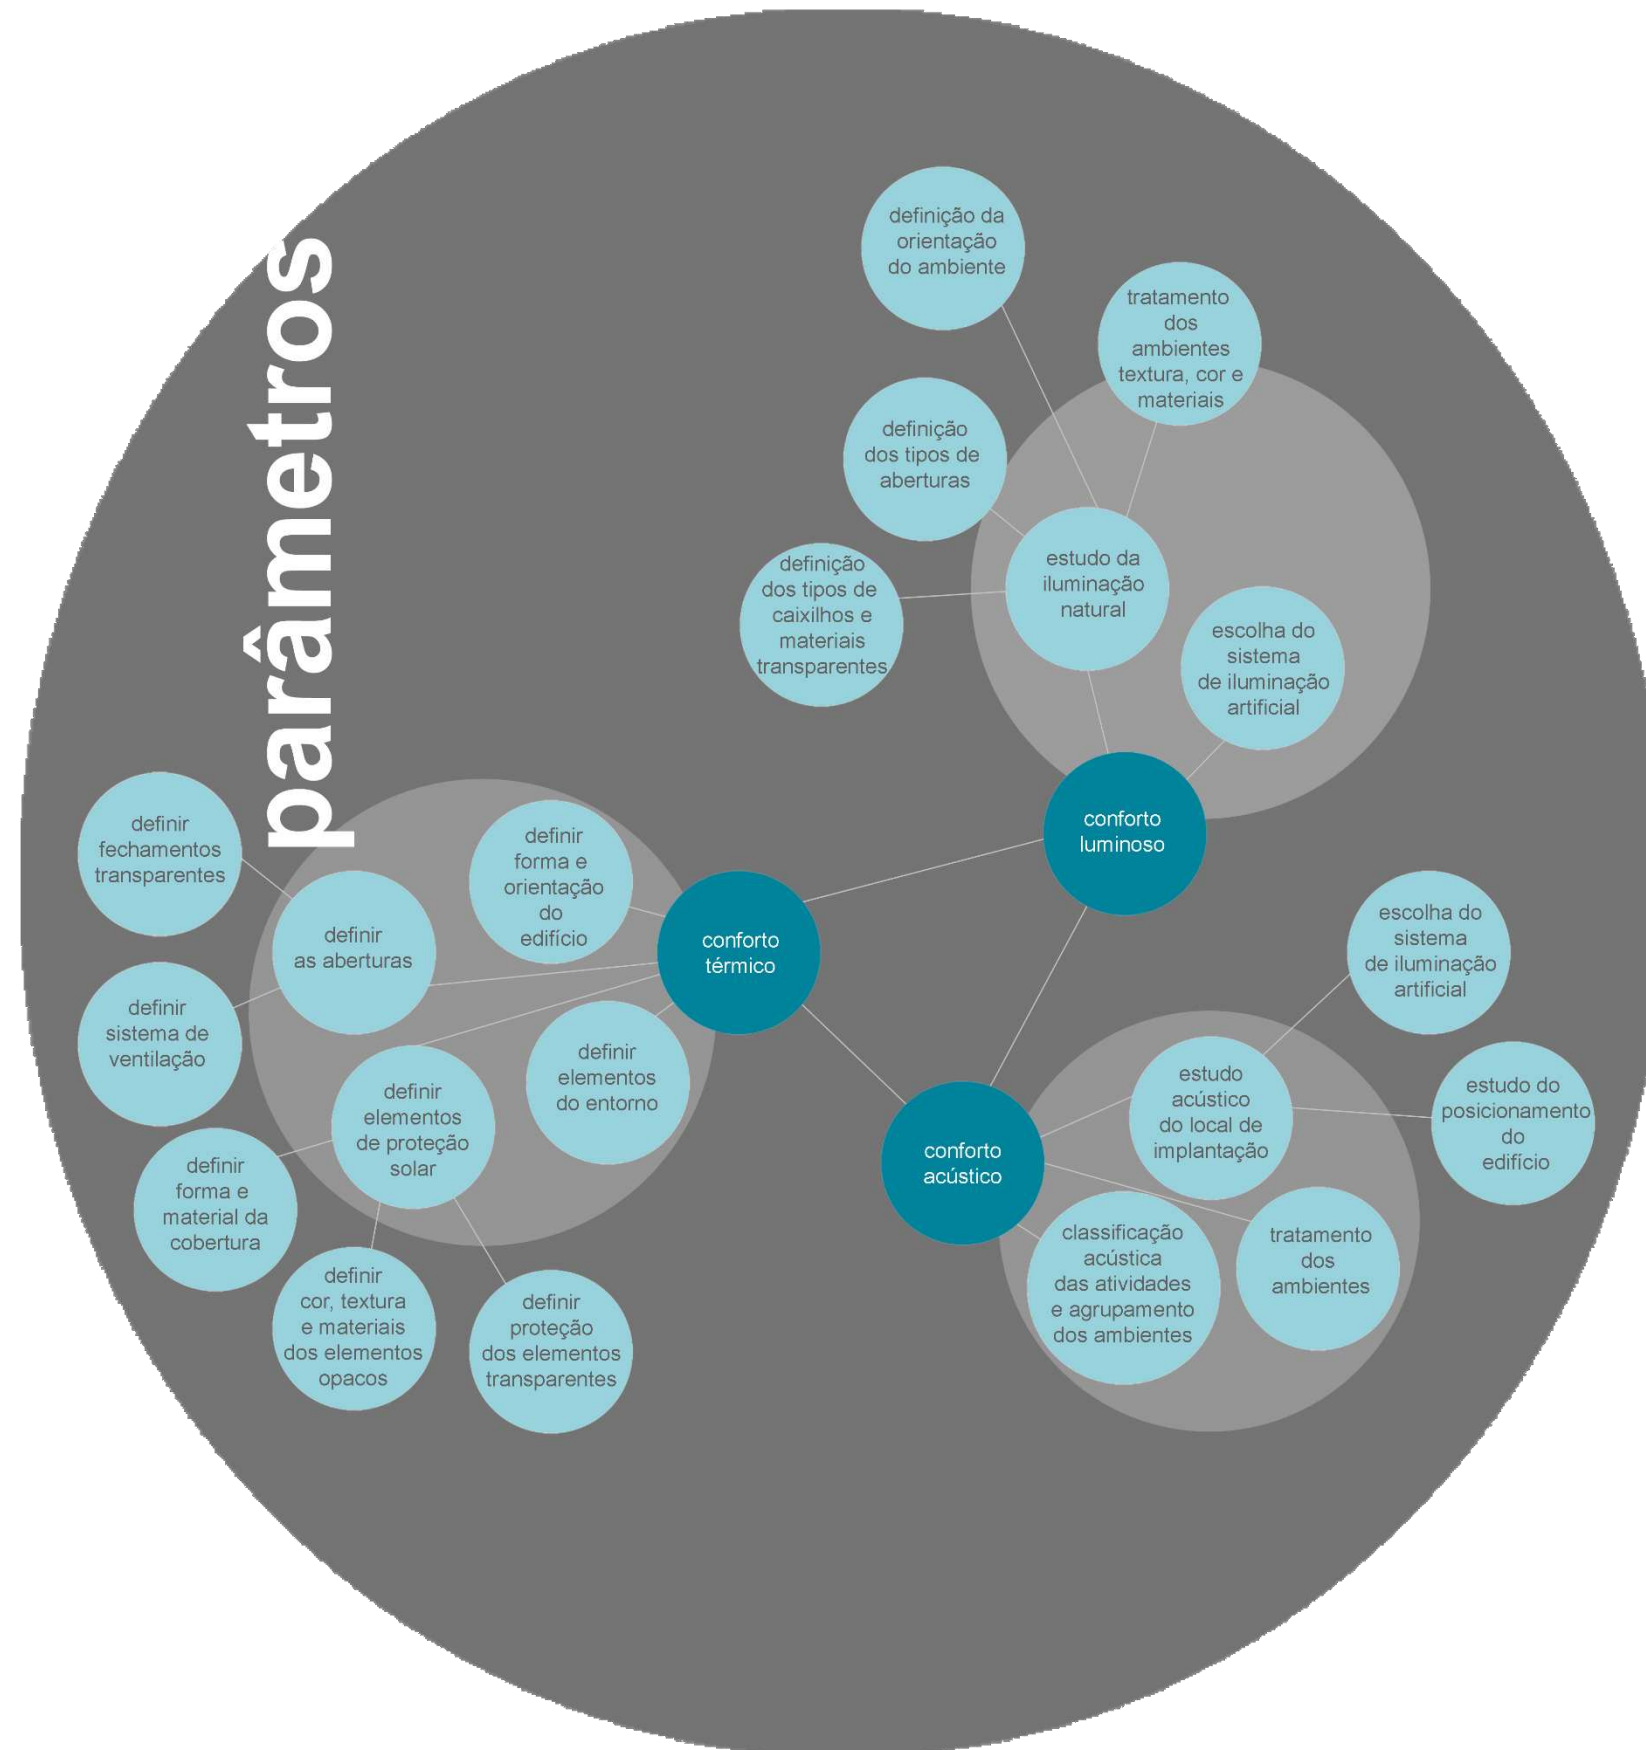 parâmetros
definição da
orientação
do ambiente
tratamento
dos
ambientes
textura, cor e
materiais
definição
dos tipos de
aberturas
definição
dos tipos de
caixilhos e
materiais
transparentes
estudo da
iluminação
natural
escolha do
sistema
de iluminação
artificial
conforto
luminoso
definir
fechamentos
transparentes
definir
forma e
orientação
do
edifício
definir
as aberturas
conforto
térmico
definir
sistema de
ventilação
definir
elementos
do entorno
definir
elementos
de proteção
solar
definir
forma e
material da
cobertura
definir
cor, textura
e materiais
dos elementos
opacos
definir
proteção
dos elementos
transparentes
escolha do
sistema
de iluminação
artificial
estudo
acústico
do local de
implantação
estudo do
posicionamento
do
edifício
conforto
acústico
classificação
acústica
das atividades
e agrupamento
dos ambientes
tratamento
dos
ambientes